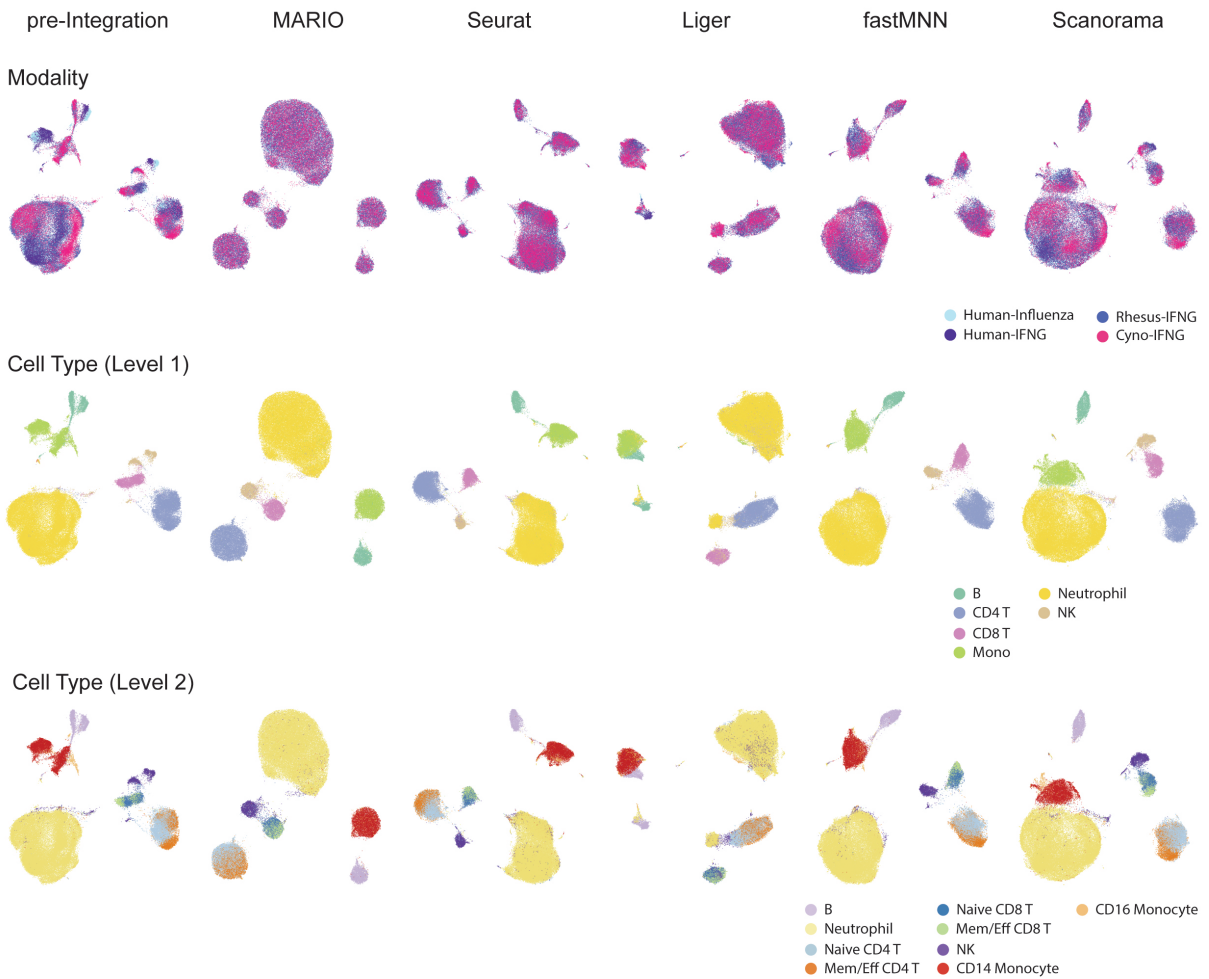 pre-Integration MARIO Seurat Liger fastMNN Scanorama
Modality
Human-Influenza Rhesus-IFNG
Human-IFNG Cyno-IFNG
Cell Type (Level 1)
B Neutrophil
CD4 T NK
CD8 T
Mono
Cell Type (Level 2)
B Naive CD8 T CD16 Monocyte
Neutrophil Mem/Eff CD8 T
Naive CD4 T NK
Mem/Eff CD4 T CD14 Monocyte